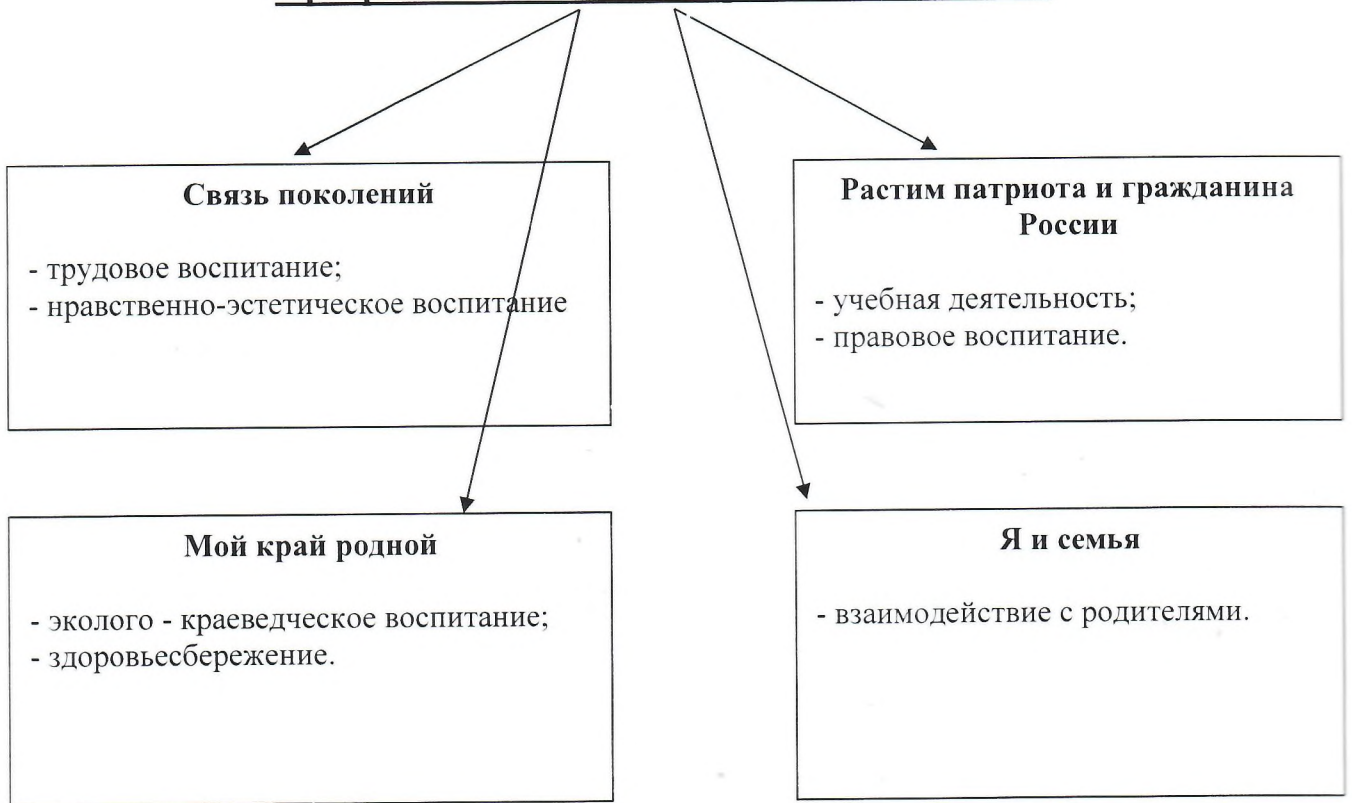 Связь поколений
- трудовое воспитание;
- нравственно-эстетическое воспитание
Растим патриота и гражданина
России
- учебная деятельность;
- правовое воспитание.
Мой край родной
- эколого - краеведческое воспитание;
- здоровьесбережение.
Я и семья
- взаимодействие с родителями.